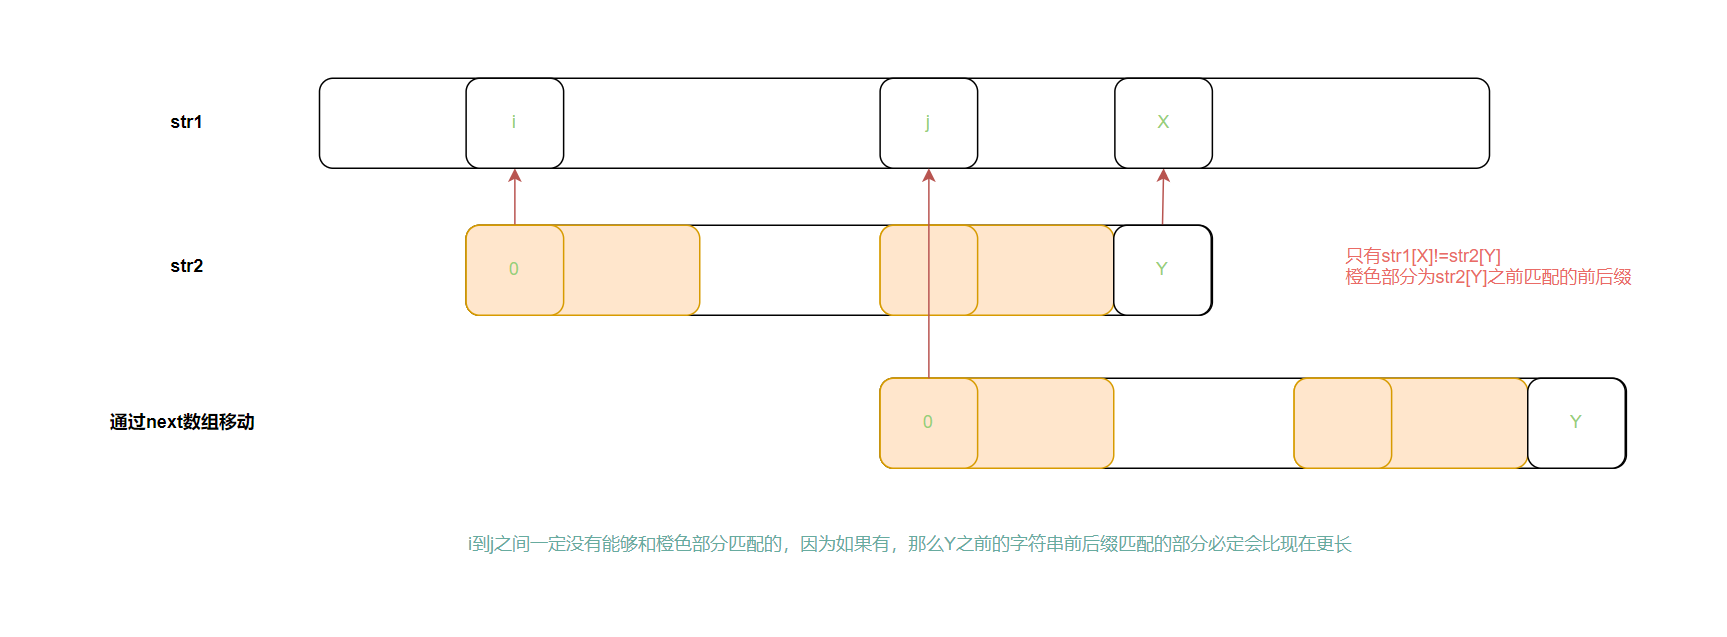 str1
i
j
X
str2
0
Y
只有str1[X]!=str2[Y]
橙色部分为str2[Y]之前匹配的前后缀
通过next数组移动
0
Y
i到j之间一定没有能够和橙色部分匹配的，因为如果有，那么Y之前的字符串前后缀匹配的部分必定会比现在更长